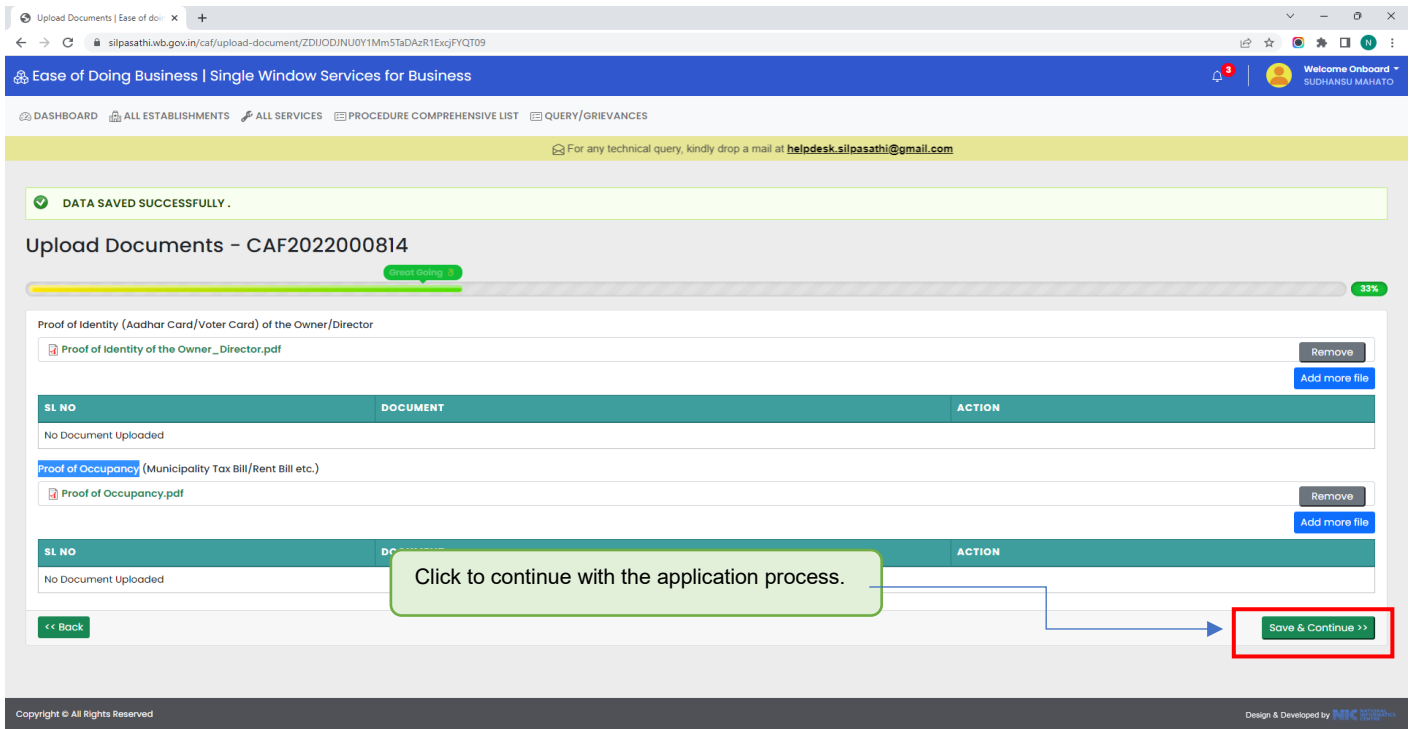 Upload Documents | Ease of doin
silpasathi.wb.gov.in/caf/upload-document/ZDlJODJNU0Y1Mm5TaDAzR1ExcjFYQT09
N
Ease of Doing Business | Single Window Services for Business
3
Welcome Onboard
SUDHANSU MAHATO
DASHBOARD ALL ESTABLISHMENTS ALL SERVICES PROCEDURE COMPREHENSIVE LIST QUERY/GRIEVANCES
For any technical query, kindly drop a mail at helpdesk.silpasathi@gmail.com
DATA SAVED SUCCESSFULLY .
Upload Documents - CAF2022000814
Great Going
33%
Proof of Identity (Aadhar Card/Voter Card) of the Owner/Director
Proof of Identity of the Owner_Director.pdf
Remove
Add more file
SL NO DOCUMENT ACTION
No Document Uploaded
Proof of Occupancy (Municipality Tax Bill/Rent Bill etc.)
Proof of Occupancy.pdf
Remove
Add more file
SL NO ACTION
No Document Uploaded
Click to continue with the application process.
<< Back
Save & Continue >>
Copyright © All Rights Reserved
Design & Developed by NIC NATIONAL INFORMATICS CENTRE